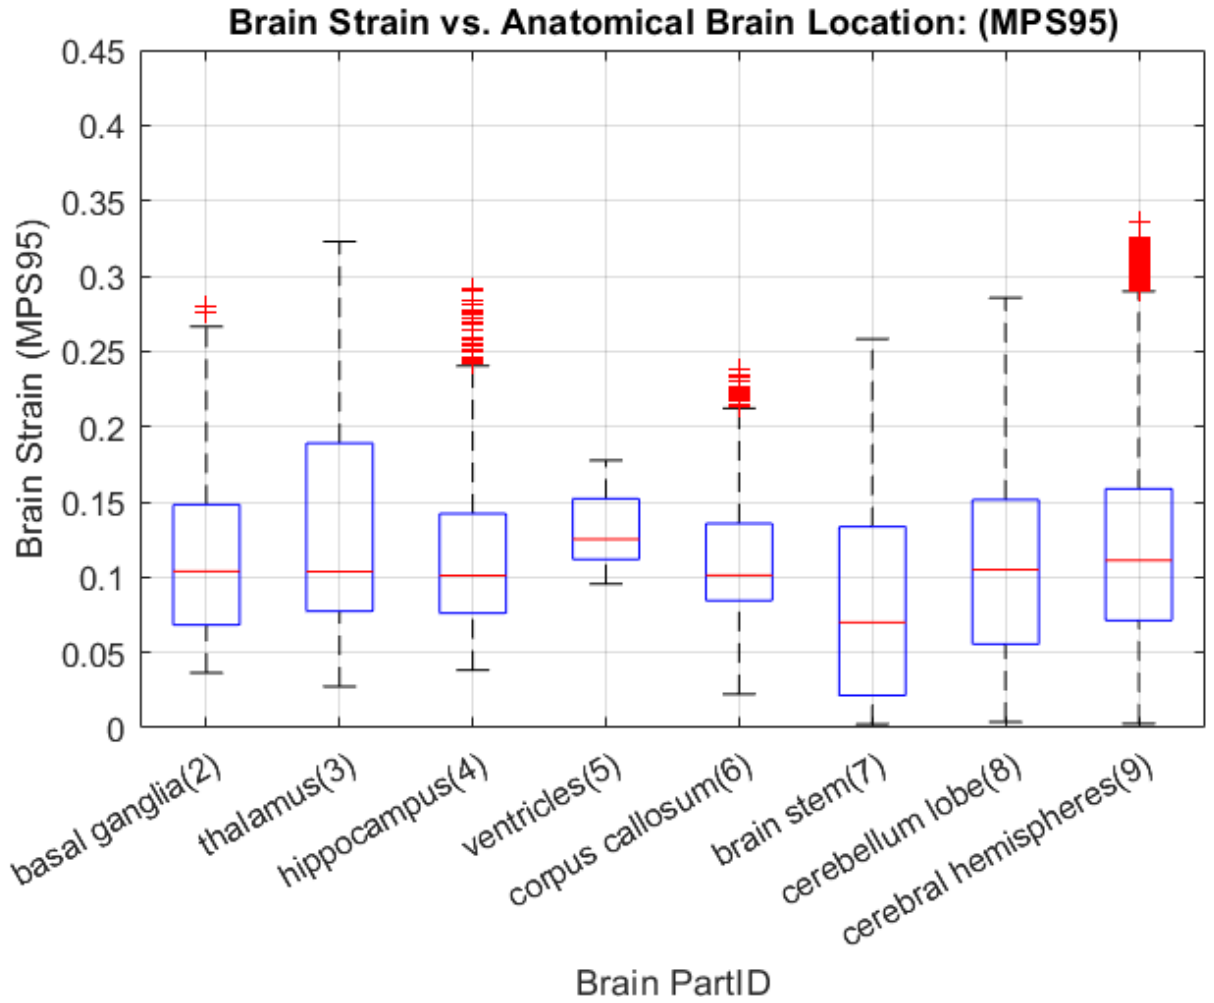 Brain Strain vs. Anatomical Brain Location: (MPS95)
Brain Strain (MPS95)
0.45
0.4
0.35
0.3
0.25
0.2
0.15
0.1
0.05
0
basal ganglia(2)
thalamus(3)
hippocampus(4)
ventricles(5)
corpus callosum(6)
brain stem(7)
cerebellum lobe(8)
cerebral hemispheres(9)
Brain PartID